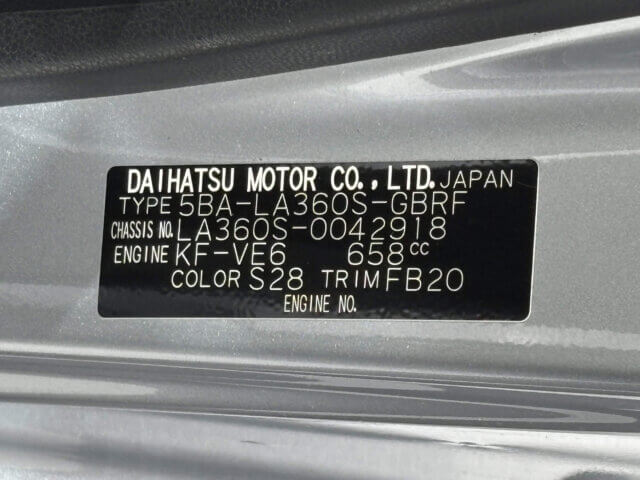 DAIHATSU MOTOR CO., LTD. JAPAN
TYPE 5BA-LA360S-GBRF
CHASSIS NO. LA360S-0042918
ENGINE KF-VE6 658cc
COLOR S28 TRIM FB20
ENGINE NO.